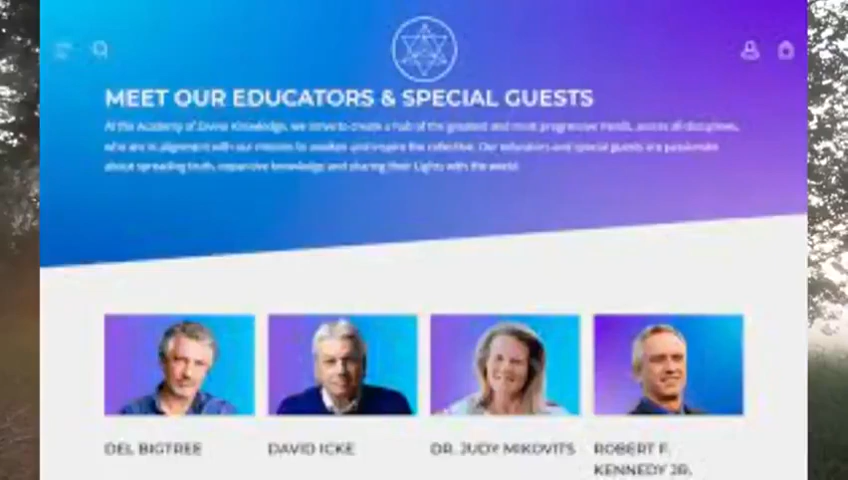 MEET OUR EDUCATORS & SPECIAL GUESTS
At the Academy of Divine Knowledge, we strive to create a hub of the greatest and most progressive minds, across all disciplines,
who are in alignment with our mission to awaken and inspire the collective. Our educators and special guests are passionate
about spreading truth, expansive knowledge and sharing their Lights with the world.
DEL BIGTREE
DAVID ICKE
DR. JUDY MIKOVITS
ROBERT F.
KENNEDY JR.